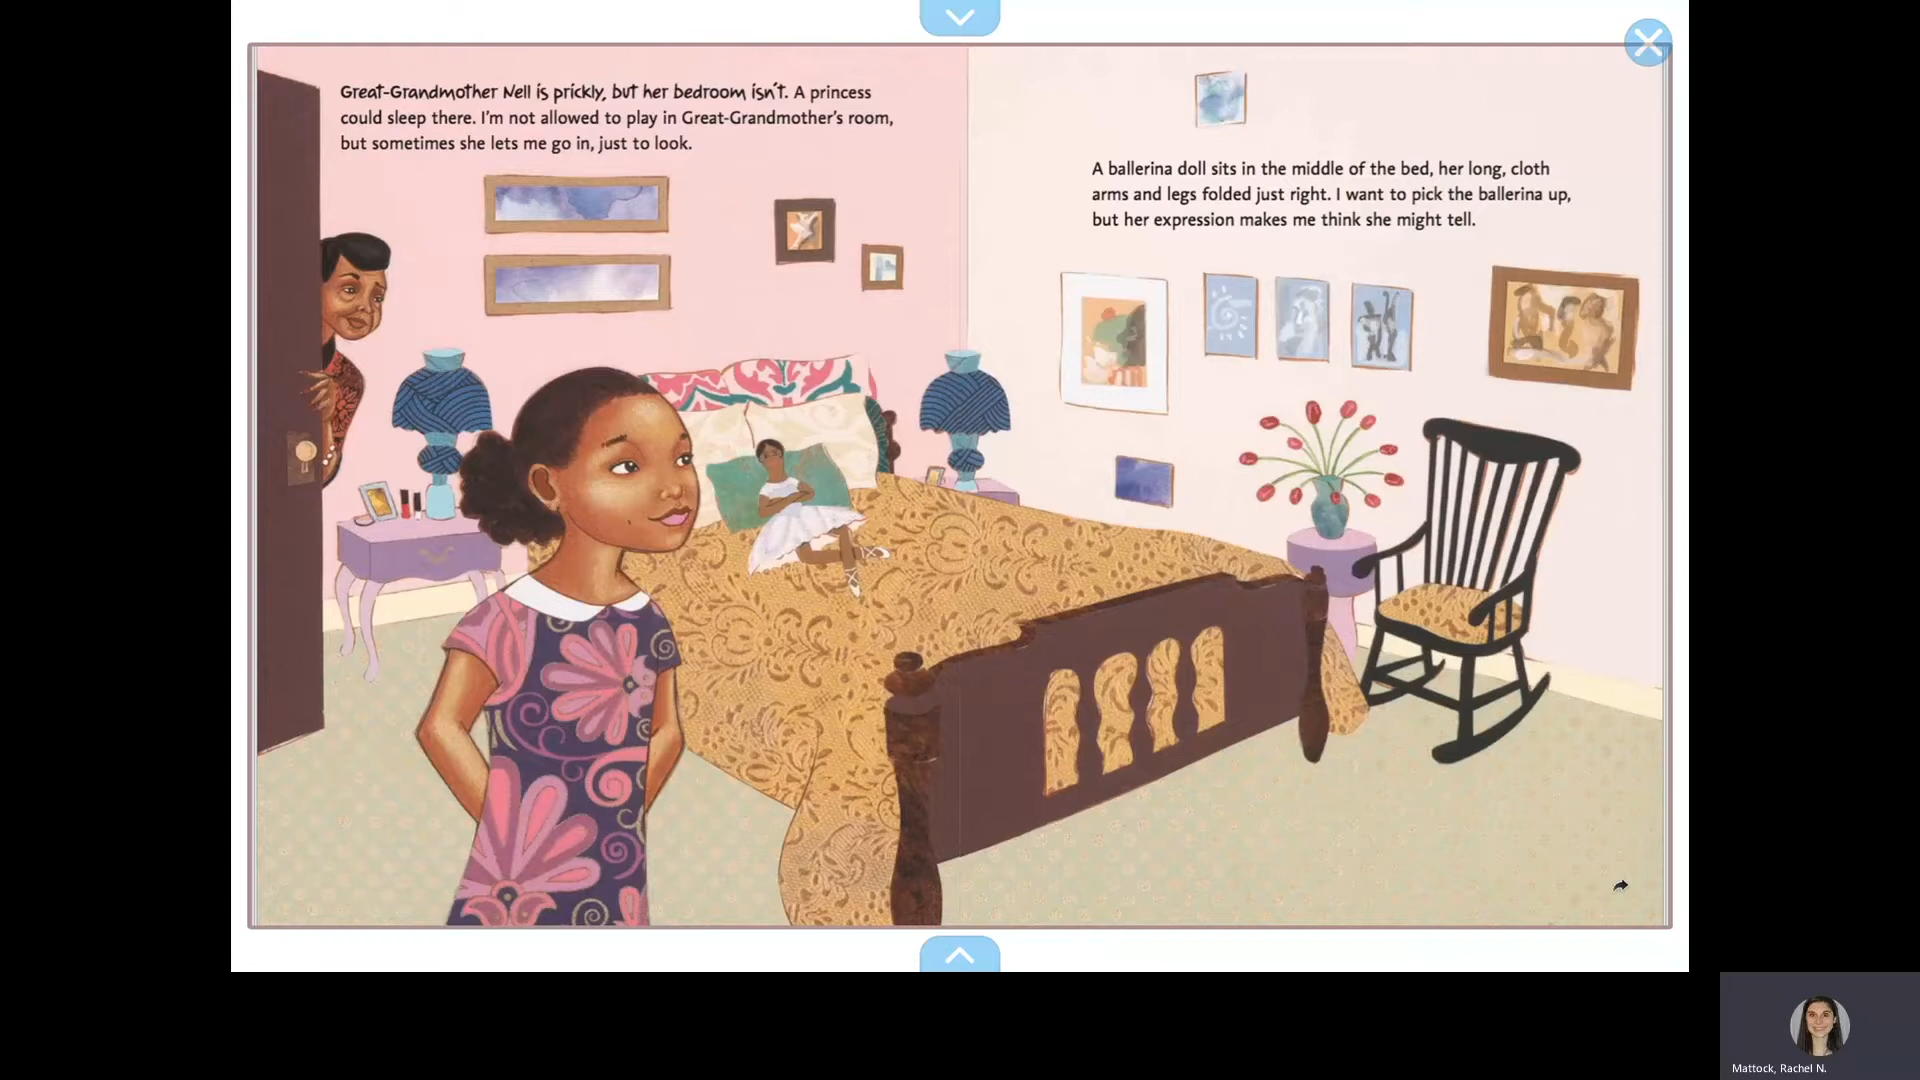 Great-Grandmother Nell is prickly, but her bedroom isn't. A princess
could sleep there. I'm not allowed to play in Great-Grandmother's room,
but sometimes she lets me go in, just to look.
A ballerina doll sits in the middle of the bed, her long, cloth
arms and legs folded just right. I want to pick the ballerina up,
but her expression makes me think she might tell.
Mattock, Rachel N.